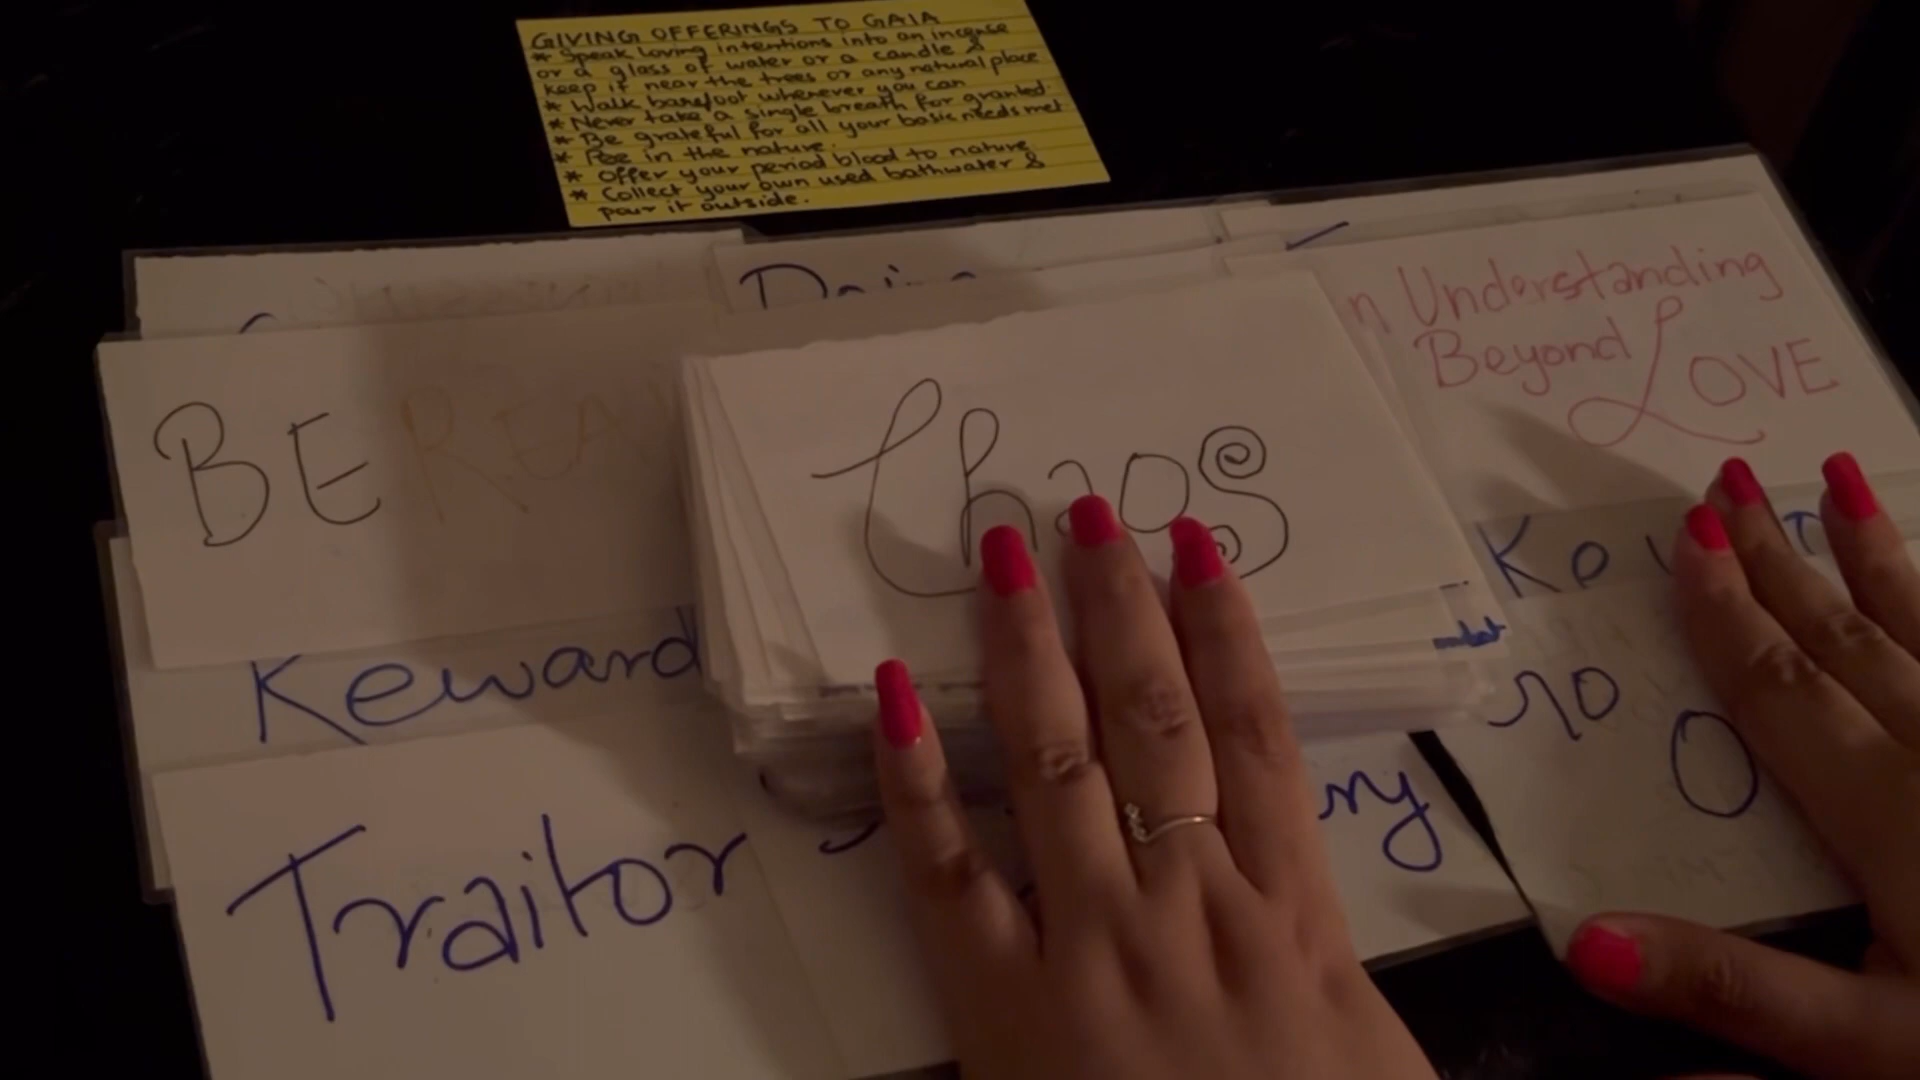 GIVING OFFERINGS TO GAIA
* Speak loving intentions into an incense
or a glass of water or a candle &
keep it near the trees or any natural place
* Walk barefoot wherever you can
* Never take a single breath for granted.
* Be grateful for all your basic needs met
* Pee in the nature.
* Offer your period blood to nature
* Collect your own used bathwater &
pour it outside.
n Understanding
Beyond LOVE
BE
Chaos
Reward
Traitor